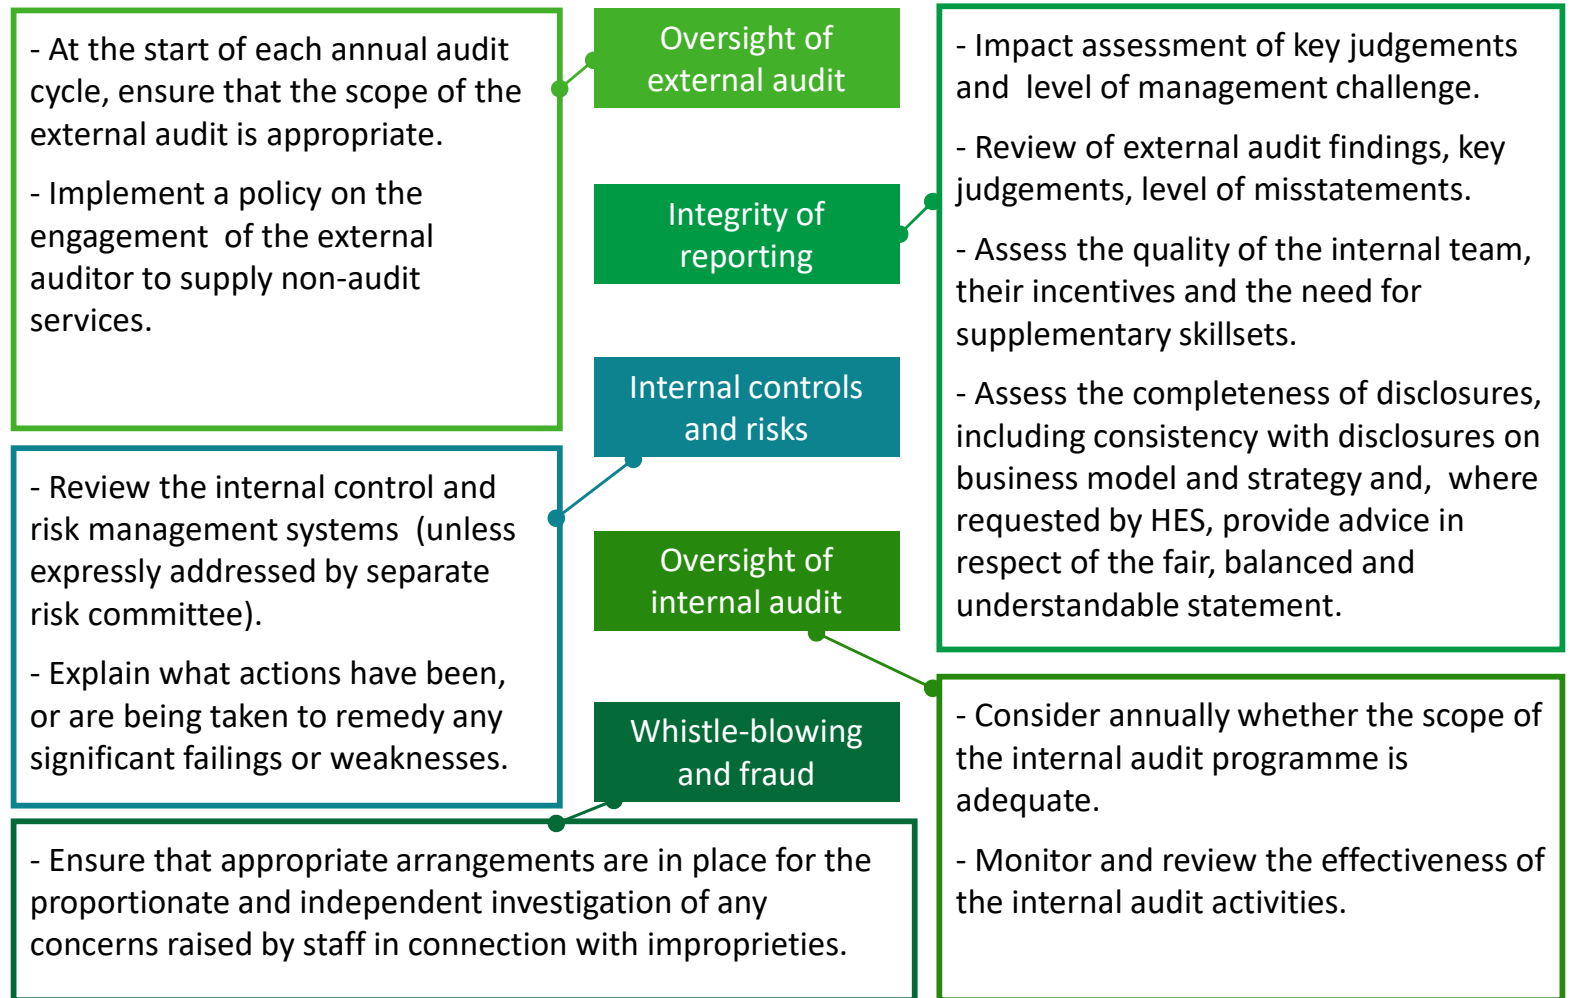 - At the start of each annual audit
cycle, ensure that the scope of the
external audit is appropriate.
- Implement a policy on the
engagement  of the external
auditor to supply non-audit
services.
Oversight of
external audit
Integrity of
reporting
- Impact assessment of key judgements
and  level of management challenge.
- Review of external audit findings, key
judgements, level of misstatements.
- Assess the quality of the internal team,
their incentives and the need for
supplementary skillsets.
- Assess the completeness of disclosures,
including consistency with disclosures on
business model and strategy and,  where
requested by HES, provide advice in
respect of the fair, balanced and
understandable statement.
Internal controls
and risks
- Review the internal control and
risk management systems  (unless
expressly addressed by separate
risk committee).
- Explain what actions have been,
or are being taken to remedy any
significant failings or weaknesses.
Oversight of
internal audit
- Consider annually whether the scope of
the internal audit programme is
adequate.
- Monitor and review the effectiveness of
the internal audit activities.
Whistle-blowing
and fraud
- Ensure that appropriate arrangements are in place for the
proportionate and independent investigation of any
concerns raised by staff in connection with improprieties.